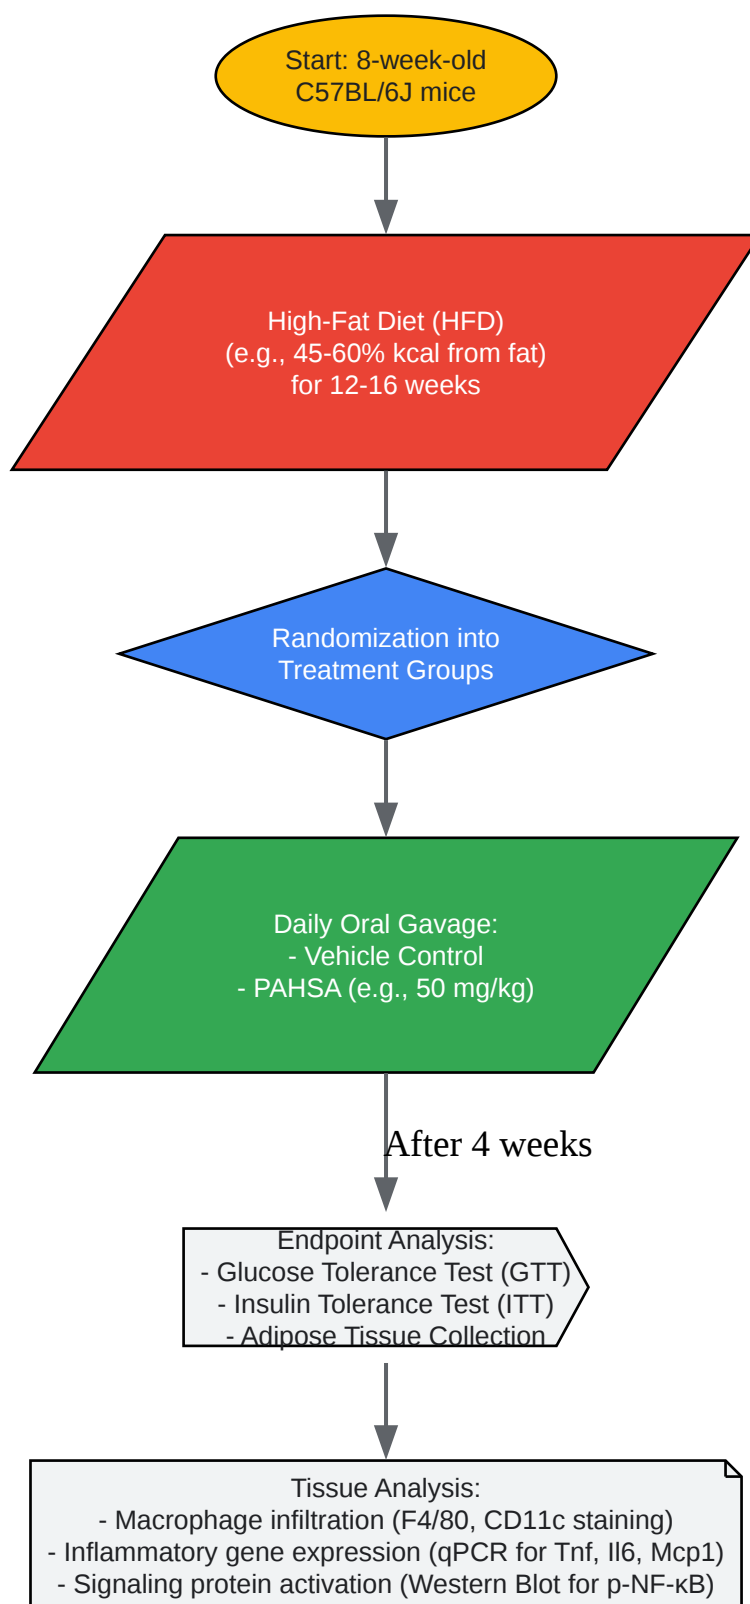 Start: 8-week-old
C57BL/6J mice
High-Fat Diet (HFD)
(e.g., 45-60% kcal from fat)
for 12-16 weeks
Randomization into
Treatment Groups
Daily Oral Gavage:
- Vehicle Control
- PAHSA (e.g., 50 mg/kg)
After 4 weeks
Endpoint Analysis:
- Glucose Tolerance Test (GTT)
- Insulin Tolerance Test (ITT)
- Adipose Tissue Collection
Tissue Analysis:
- Macrophage infiltration (F4/80, CD11c staining)
- Inflammatory gene expression (qPCR for Tnf, Il6, Mcp1)
- Signaling protein activation (Western Blot for p-NF-κB)